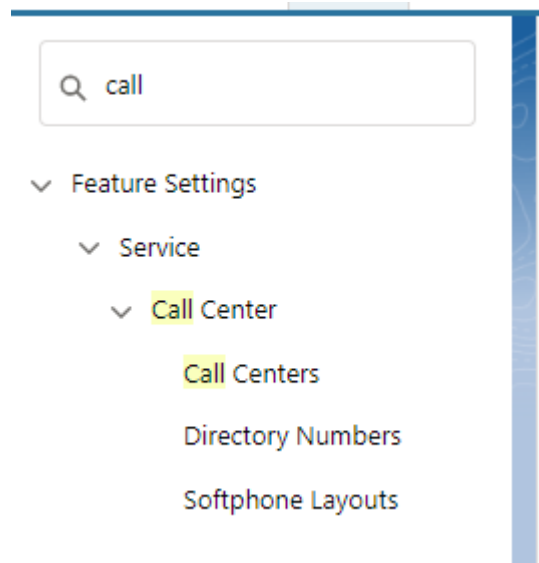 call
Feature Settings
Service
Call Center
Call Centers
Directory Numbers
Softphone Layouts